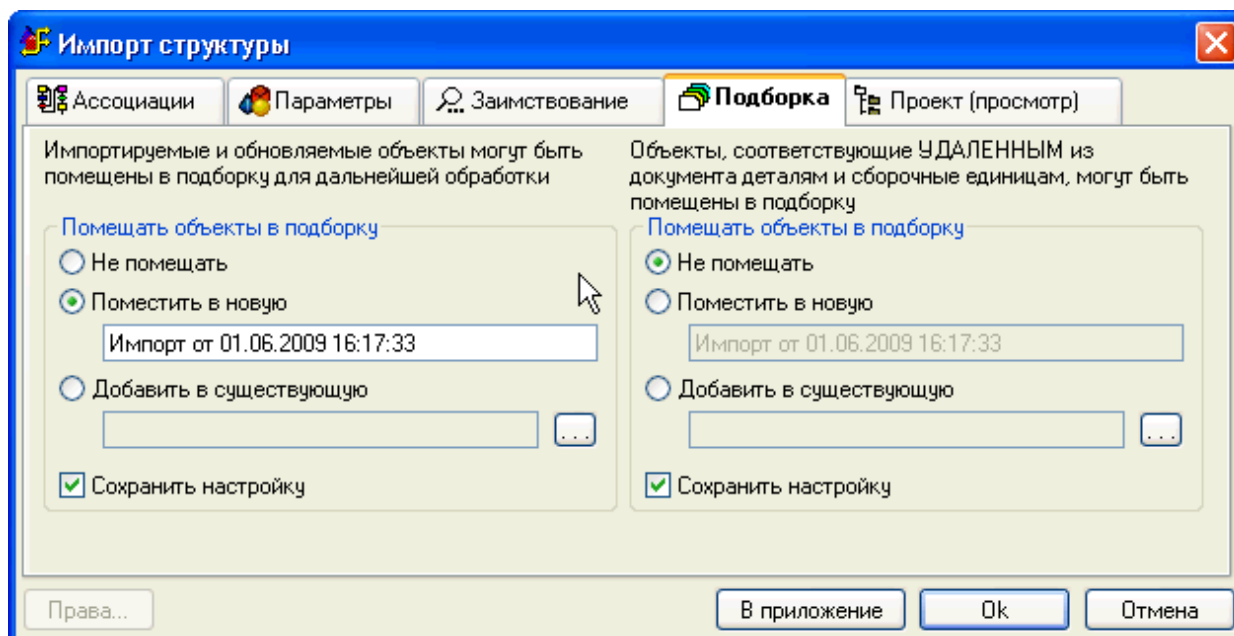 Импорт структуры
Ассоциации
Параметры
Заимствование
Подборка
Проект (просмотр)
Импортируемые и обновляемые объекты могут быть
помещены в подборку для дальнейшей обработки
Помещать объекты в подборку
Не помещать
Поместить в новую
Импорт от 01.06.2009 16:17:33
Добавить в существующую
...
Сохранить настройку
Объекты, соответствующие УДАЛЕННЫМ из
документа деталям и сборочные единицам, могут быть
помещены в подборку
Помещать объекты в подборку
Не помещать
Поместить в новую
Импорт от 01.06.2009 16:17:33
Добавить в существующую
...
Сохранить настройку
Права...
В приложение
Ok
Отмена